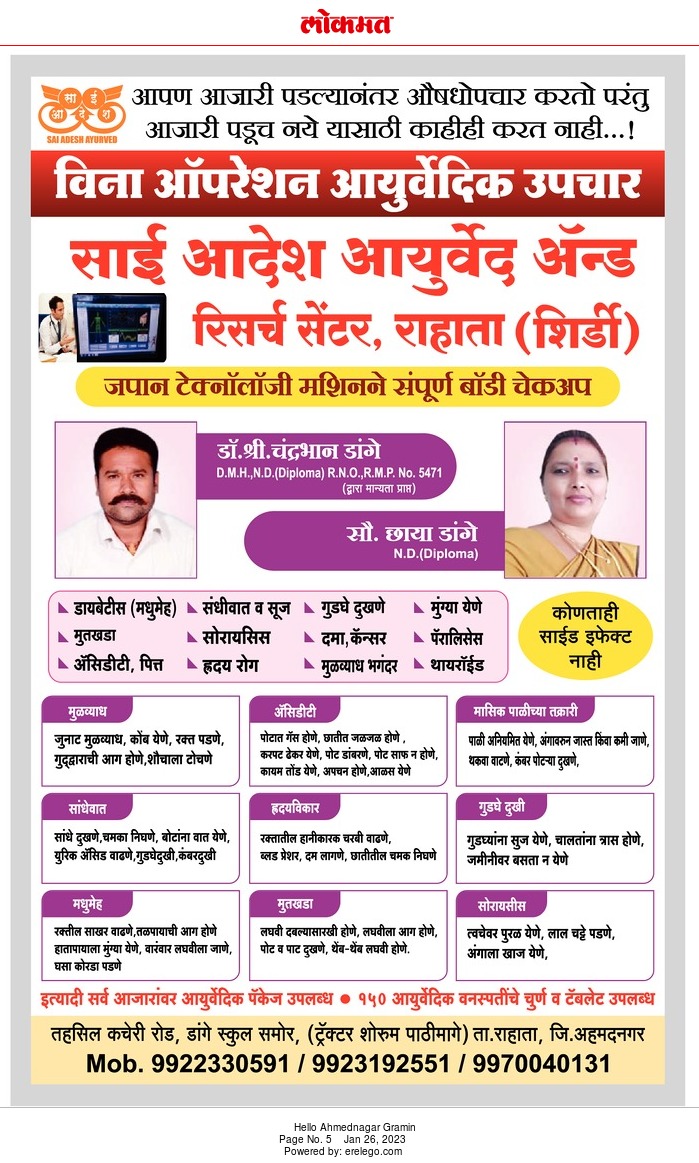 लोकमत
साई
आदेश
SAI ADESH AYURVED
आपण आजारी पडल्यानंतर औषधोपचार करतो परंतु
आजारी पडूच नये यासाठी काहीही करत नाही...!
विना ऑपरेशन आयुर्वेदिक उपचार
साई आदेश आयुर्वेद ॲन्ड
रिसर्च सेंटर, राहाता (शिर्डी)
जपान टेक्नॉलॉजी मशिनने संपूर्ण बॉडी चेकअप
डॉ.श्री.चंद्रभान डांगे
D.M.H.,N.D.(Diploma) R.N.O.,R.M.P. No. 5471
(द्वारा मान्यता प्राप्त)
सौ. छाया डांगे
N.D.(Diploma)
डायबेटीस (मधुमेह) संधीवात व सूज गुडघे दुखणे मुंग्या येणे
मुतखडा सोरायसिस दमा,कॅन्सर पॅरालिसेस
ॲसिडीटी, पित्त ह्रदय रोग मुळव्याध भगंदर थायरॉईड
कोणताही
साईड इफेक्ट
नाही
मुळव्याध
जुनाट मुळव्याध, कोंब येणे, रक्त पडणे,
गुद्द्वाराची आग होणे,शौचाला टोचणे
ॲसिडीटी
पोटात गॅस होणे, छातीत जळजळ होणे ,
करपट ढेकर येणे, पोट डांबरणे, पोट साफ न होणे,
कायम तोंड येणे, अपचन होणे,आळस येणे
मासिक पाळीच्या तक्रारी
पाळी अनियमित येणे, अंगावरुन जास्त किंवा कमी जाणे,
थकवा वाटणे, कंबर पोटऱ्या दुखणे,
सांधेवात
सांधे दुखणे,चमका निघणे, बोटांना वात येणे,
युरिक ॲसिड वाढणे,गुडघेदुखी,कंबरदुखी
ह्रदयविकार
रक्तातील हानीकारक चरबी वाढणे,
ब्लड प्रेशर, दम लागणे, छातीतील चमक निघणे
गुडघे दुखी
गुडघ्यांना सुज येणे, चालतांना त्रास होणे,
जमीनीवर बसता न येणे
मधुमेह
रक्तील साखर वाढणे,तळपायाची आग होणे
हातापायाला मुंग्या येणे, वारंवार लघवीला जाणे,
घसा कोरडा पडणे
मुतखडा
लघवी दबल्यासारखी होणे, लघवीला आग होणे,
पोट व पाट दुखणे, थेंब-थेंब लघवी होणे.
सोरायसीस
त्वचेवर पुरळ येणे, लाल चट्टे पडणे,
अंगाला खाज येणे,
इत्यादी सर्व आजारांवर आयुर्वेदिक पॅकेज उपलब्ध ● १५० आयुर्वेदिक वनस्पतींचे चुर्ण व टॅबलेट उपलब्ध
तहसिल कचेरी रोड, डांगे स्कुल समोर, (ट्रॅक्टर शोरुम पाठीमागे) ता.राहाता, जि.अहमदनगर
Mob. 9922330591 / 9923192551 / 9970040131
Hello Ahmednagar Gramin
Page No. 5 Jan 26, 2023
Powered by: erelego.com